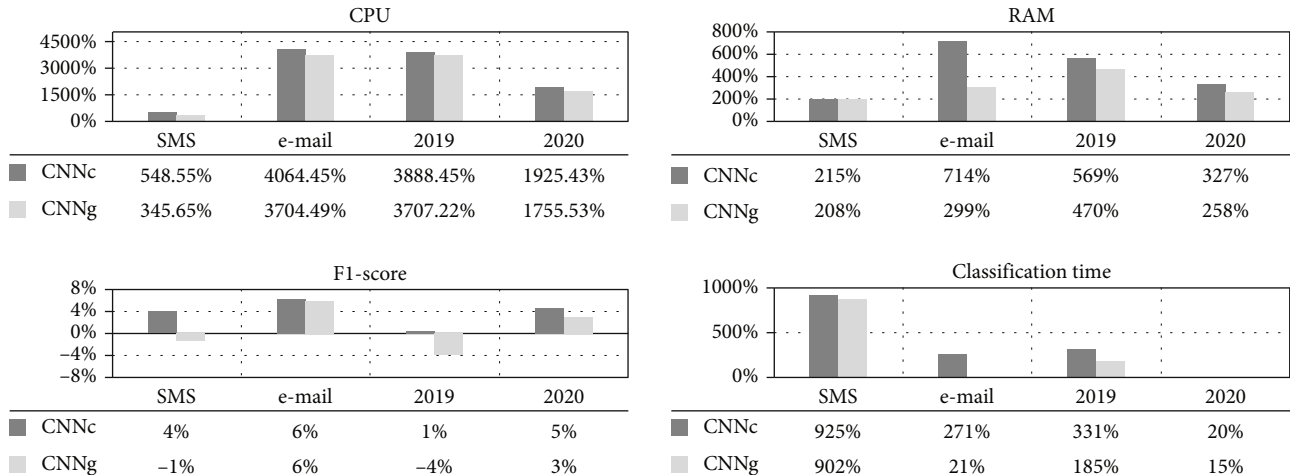 CPU
4500%
3000%
1500%
0%
SMS e-mail 2019 2020
CNNc 548.55% 4064.45% 3888.45% 1925.43%
CNNg 345.65% 3704.49% 3707.22% 1755.53%
RAM
800%
600%
400%
200%
0%
SMS e-mail 2019 2020
CNNc 215% 714% 569% 327%
CNNg 208% 299% 470% 258%
F1-score
8%
4%
0%
−4%
−8%
SMS e-mail 2019 2020
CNNc 4% 6% 1% 5%
CNNg −1% 6% −4% 3%
Classification time
1000%
500%
0%
SMS e-mail 2019 2020
CNNc 925% 271% 331% 20%
CNNg 902% 21% 185% 15%